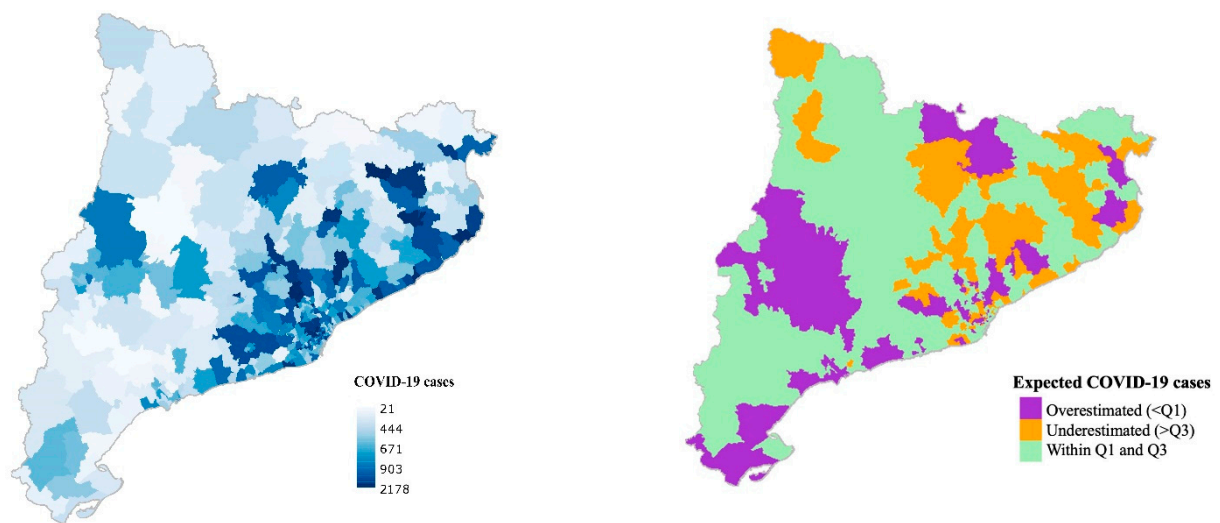 COVID-19 cases
21
444
671
903
2178
Expected COVID-19 cases
Overestimated (<Q1)
Underestimated (>Q3)
Within Q1 and Q3